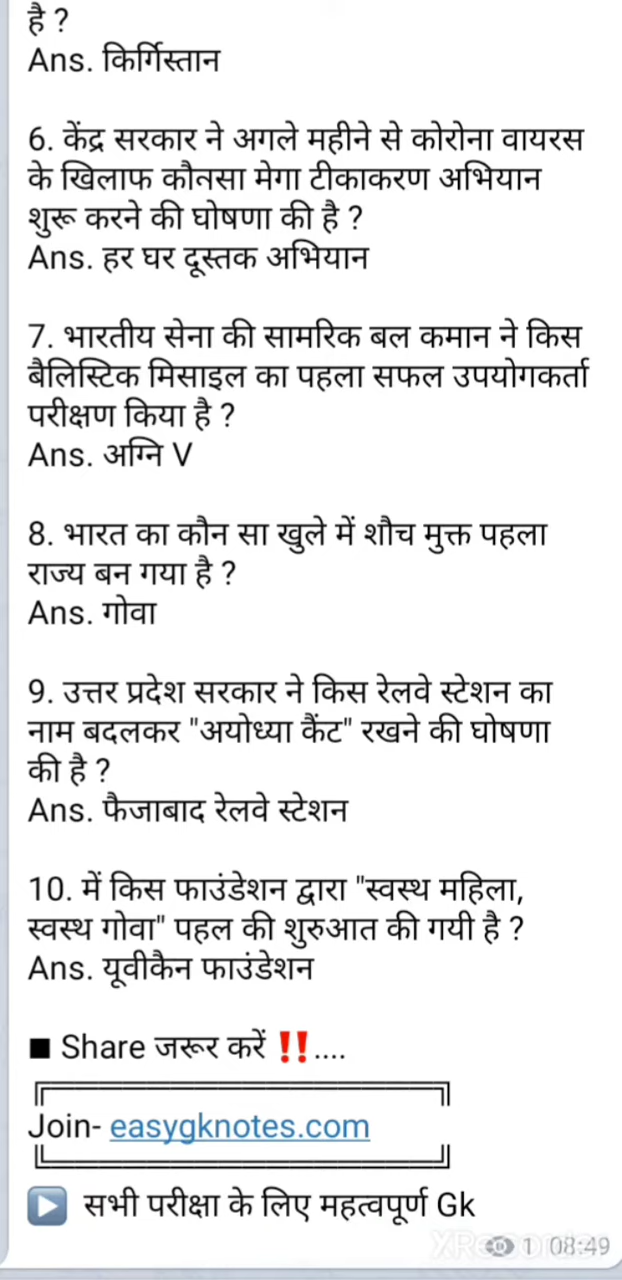 है ?
Ans. किर्गिस्तान
6. केंद्र सरकार ने अगले महीने से कोरोना वायरस
के खिलाफ कौनसा मेगा टीकाकरण अभियान
शुरू करने की घोषणा की है ?
Ans. हर घर दूस्तक अभियान
7. भारतीय सेना की सामरिक बल कमान ने किस
बैलिस्टिक मिसाइल का पहला सफल उपयोगकर्ता
परीक्षण किया है ?
Ans. अग्नि V
8. भारत का कौन सा खुले में शौच मुक्त पहला
राज्य बन गया है ?
Ans. गोवा
9. उत्तर प्रदेश सरकार ने किस रेलवे स्टेशन का
नाम बदलकर "अयोध्या कैंट" रखने की घोषणा
की है ?
Ans. फैजाबाद रेलवे स्टेशन
10. में किस फाउंडेशन द्वारा "स्वस्थ महिला,
स्वस्थ गोवा" पहल की शुरुआत की गयी है ?
Ans. यूवीकैन फाउंडेशन
■ Share जरूर करें ‼️....
Join- easygknotes.com
▶️ सभी परीक्षा के लिए महत्वपूर्ण Gk
1 08:49